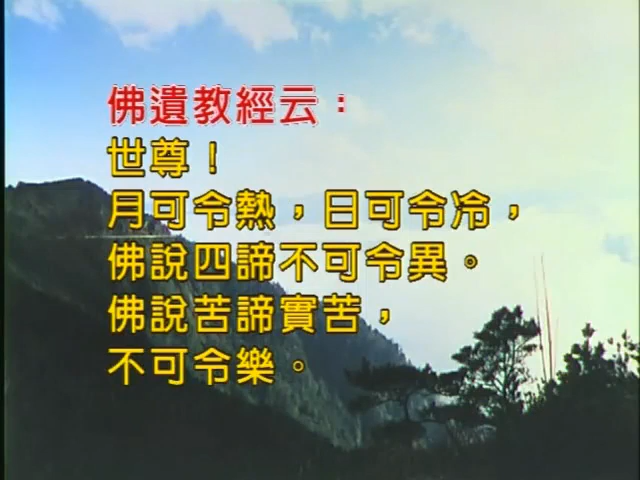 佛遺教經云：
世尊！
月可令熱，日可令冷，
佛說四諦不可令異。
佛說苦諦實苦，
不可令樂。